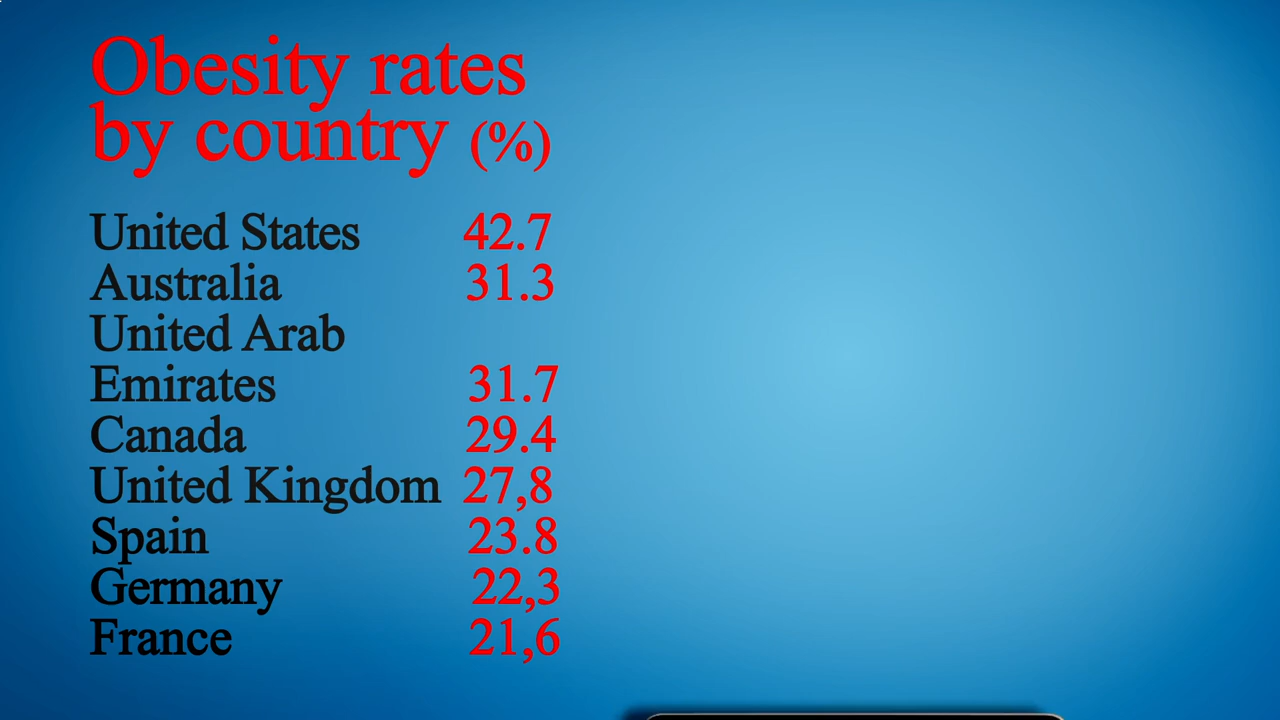 Obesity rates
by country (%)
United States 42.7
Australia 31.3
United Arab
Emirates 31.7
Canada 29.4
United Kingdom 27,8
Spain 23.8
Germany 22,3
France 21,6